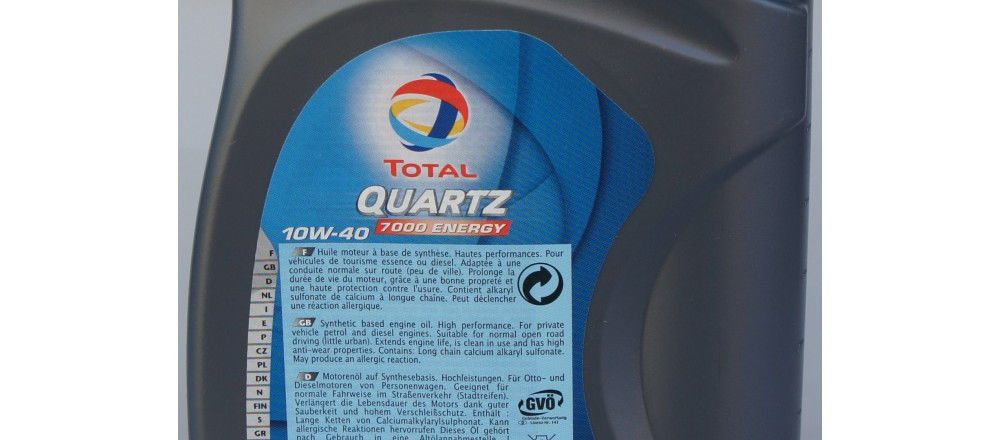 TOTAL
QUARTZ
10W-40 7000 ENERGY
F Huile moteur à base de synthèse. Hautes performances. Pour
véhicules de tourisme essence ou diesel. Adaptée à une
conduite normale sur route (peu de ville). Prolonge la
durée de vie du moteur, grâce à une bonne propreté et
une haute protection contre l'usure. Contient alkaryl
sulfonate de calcium à longue chaîne. Peut déclencher
une réaction allergique.
GB Synthetic based engine oil. High performance. For private
vehicle petrol and diesel engines. Suitable for normal open road
driving (little urban). Extends engine life, is clean in use and has high
anti-wear properties. Contains: Long chain calcium alkaryl sulfonate.
May produce an allergic reaction.
D Motorenöl auf Synthesebasis. Hochleistungen. Für Otto- und
Dieselmotoren von Personenwagen. Geeignet für
normale Fahrweise im Straßenverkehr (Stadtreifen).
Verlängert die Lebensdauer des Motors dank guter
Sauberkeit und hohem Verschleißschutz. Enthält :
Lange Ketten von Calciumalkylarylsulphonat. Kann
allergische Reaktionen hervorrufen Dieses Öl gehört
nach Gebrauch in eine Altölannahmestelle !
F
GB
D
NL
I
E
P
CZ
PL
DK
N
FIN
S
GR
GVÖ